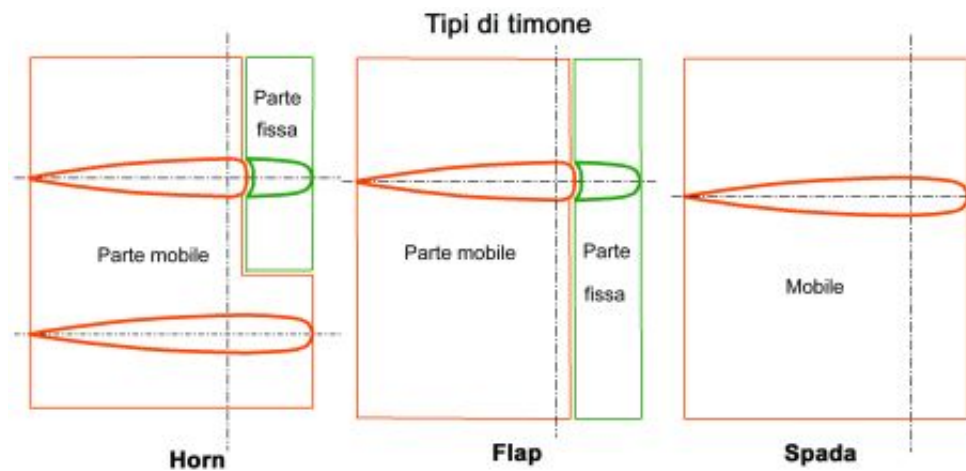 Tipi di timone
Parte
fissa
Parte mobile
Horn
Parte mobile
Parte
fissa
Flap
Mobile
Spada